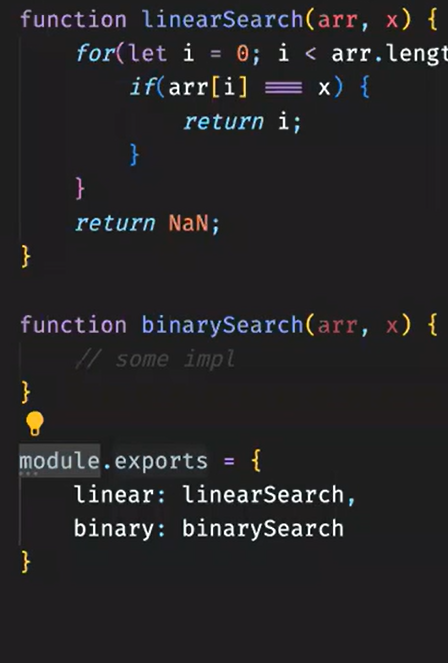 function linearSearch(arr, x) {
for(let i = 0; i < arr.lengt
if(arr[i] === x) {
return i;
}
}
return NaN;
}
function binarySearch(arr, x) {
// some impl
}
module.exports = {
linear: linearSearch,
binary: binarySearch
}